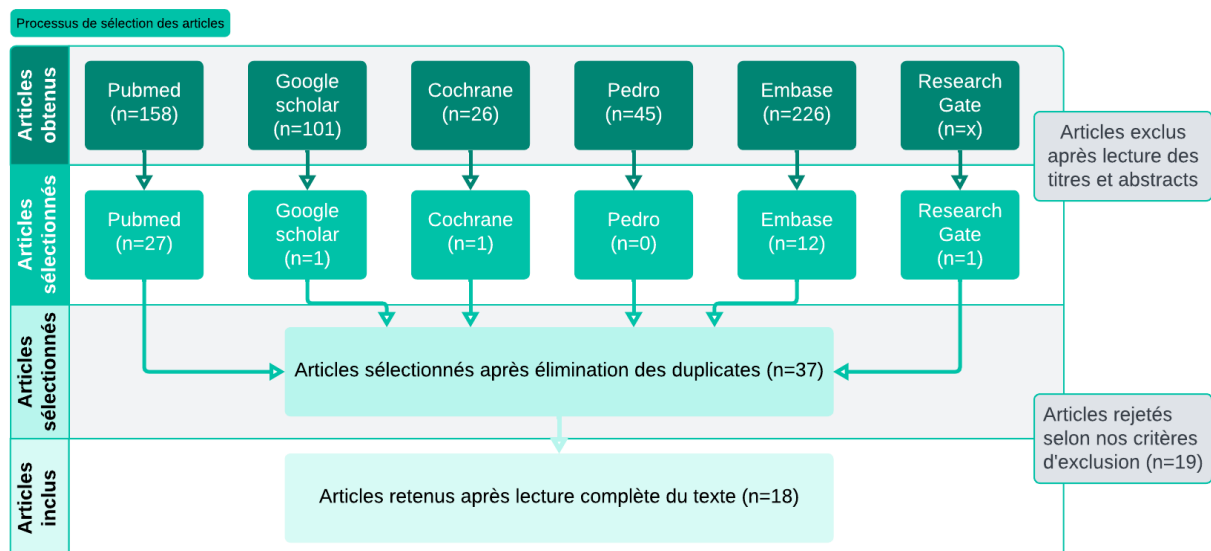 Processus de sélection des articles
Articles
obtenus
Pubmed
(n=158)
Google
scholar
(n=101)
Cochrane
(n=26)
Pedro
(n=45)
Embase
(n=226)
Research
Gate
(n=x)
Articles exclus
après lecture des
titres et abstracts
Articles
sélectionnés
Pubmed
(n=27)
Google
scholar
(n=1)
Cochrane
(n=1)
Pedro
(n=0)
Embase
(n=12)
Research
Gate
(n=1)
Articles
sélectionnés
Articles sélectionnés après élimination des duplicates (n=37)
Articles rejetés
selon nos critères
d'exclusion (n=19)
Articles
inclus
Articles retenus après lecture complète du texte (n=18)